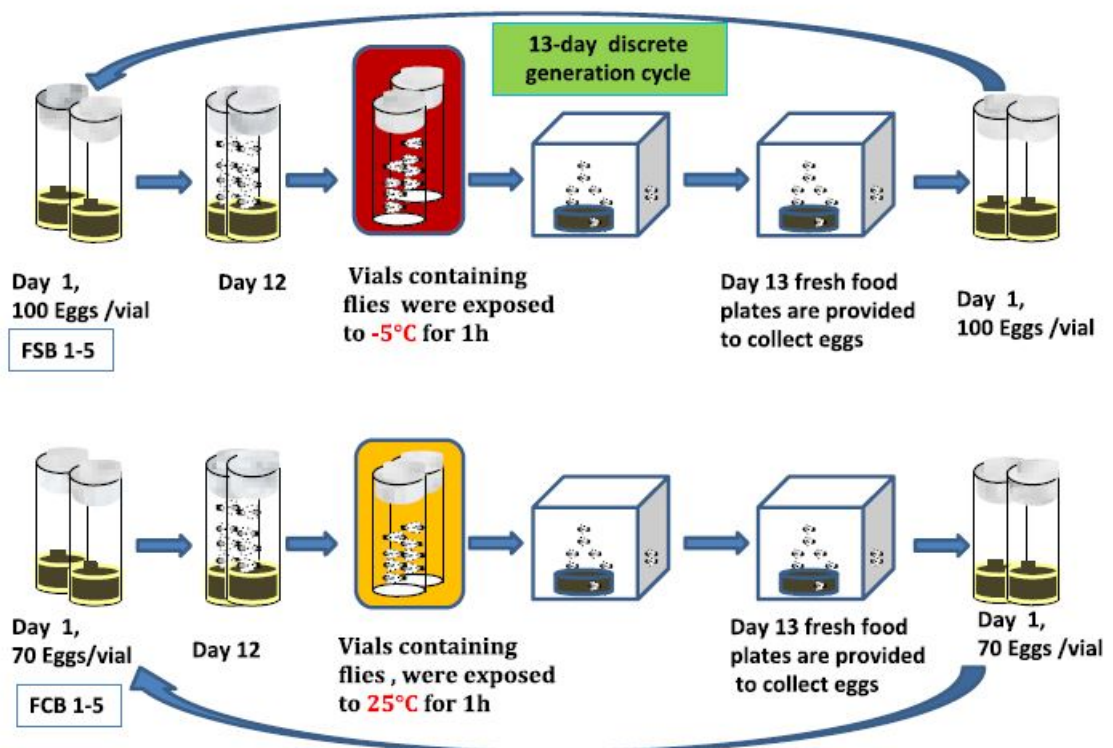 13-day discrete
generation cycle
Day 1,
100 Eggs /vial
FSB 1-5
Day 12
Vials containing
flies were exposed
to -5°C for 1h
Day 13 fresh food
plates are provided
to collect eggs
Day 1,
100 Eggs /vial
Day 1,
70 Eggs/vial
FCB 1-5
Day 12
Vials containing
flies , were exposed
to 25°C for 1h
Day 13 fresh food
plates are provided
to collect eggs
Day 1,
70 Eggs /vial